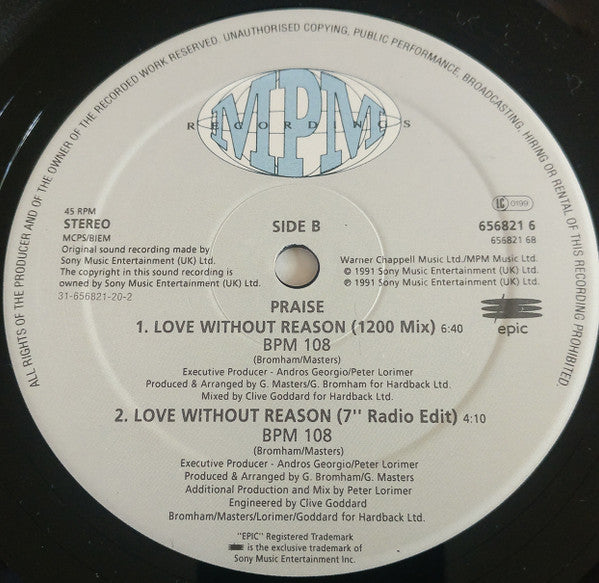 ALL RIGHTS OF THE PRODUCER AND OF THE OWNER OF THE RECORDED WORK RESERVED. UNAUTHORISED COPYING, PUBLIC PERFORMANCE, BROADCASTING, HIRING OR RENTAL OF THIS RECORDING PROHIBITED.
MPM
RECORDINGS
45 RPM
STEREO
MCPS/BIEM
Original sound recording made by
Sony Music Entertainment (UK) Ltd.
The copyright in this sound recording is
owned by Sony Music Entertainment (UK) Ltd.
31-656821-20-2
SIDE B
LC 0199
656821 6
656821 68
Warner Chappell Music Ltd./MPM Music Ltd.
© 1991 Sony Music Entertainment (UK) Ltd.
℗ 1991 Sony Music Entertainment (UK) Ltd.
epic
PRAISE
1. LOVE WITHOUT REASON (1200 Mix) 6:40
BPM 108
(Bromham/Masters)
Executive Producer - Andros Georgio/Peter Lorimer
Produced & Arranged by G. Masters/G. Bromham for Hardback Ltd.
Mixed by Clive Goddard for Hardback Ltd.
2. LOVE WITHOUT REASON (7'' Radio Edit) 4:10
BPM 108
(Bromham/Masters)
Executive Producer - Andros Georgio/Peter Lorimer
Produced & Arranged by G. Bromham/G. Masters
Additional Production and Mix by Peter Lorimer
Engineered by Clive Goddard
Bromham/Masters/Lorimer/Goddard for Hardback Ltd.
"EPIC" Registered Trademark
is the exclusive trademark of
Sony Music Entertainment Inc.